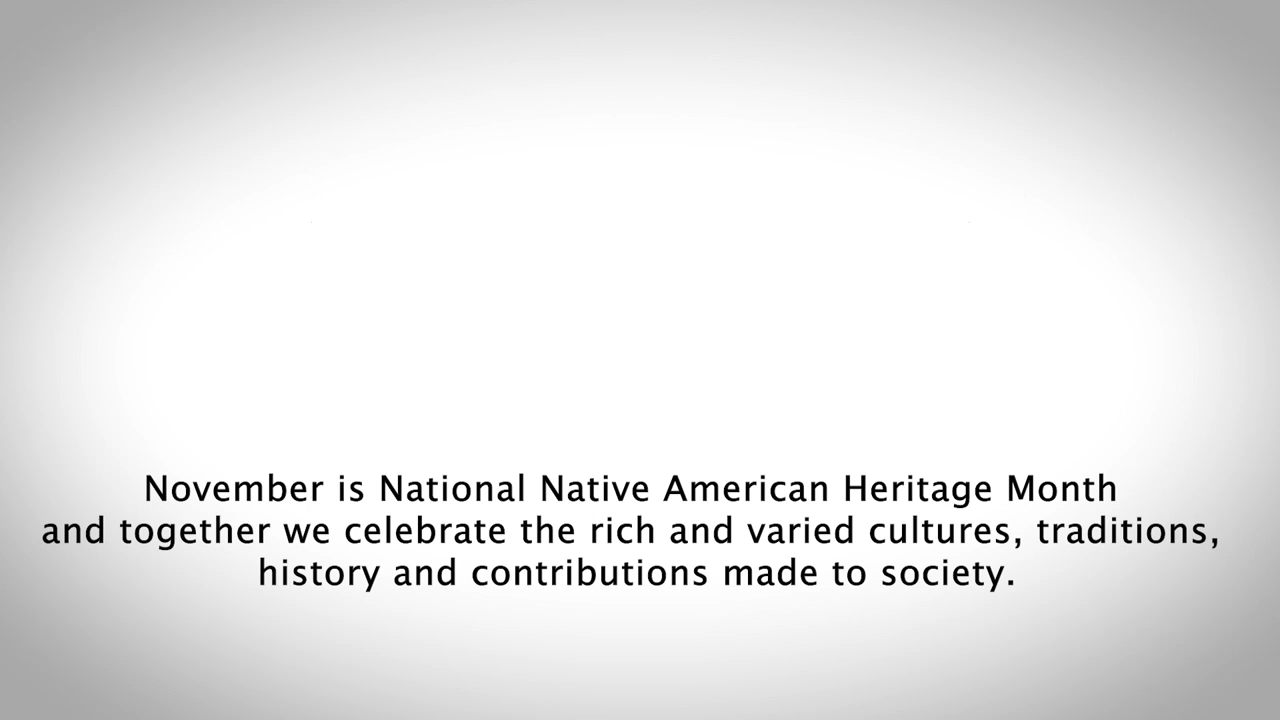 November is National Native American Heritage Month
and together we celebrate the rich and varied cultures, traditions,
history and contributions made to society.